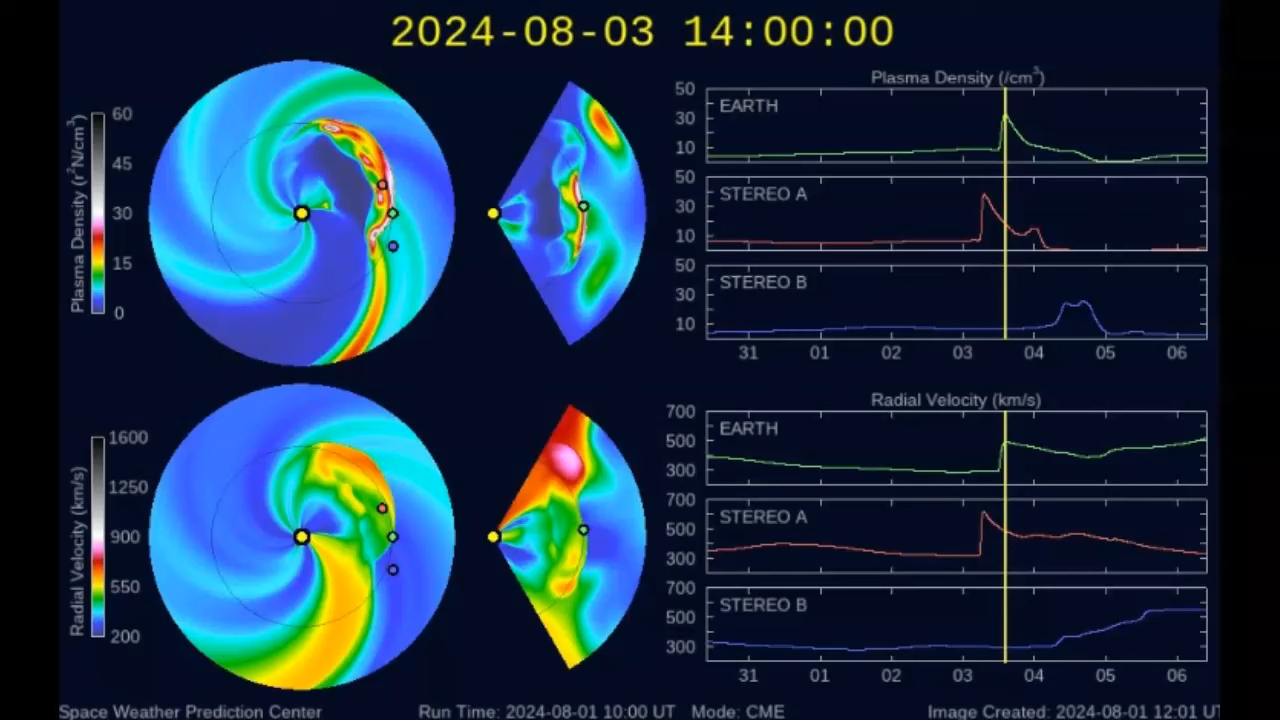 2024-08-03 14:00:00
Plasma Density (r²N/cm³)
60
45
30
15
0
Plasma Density (/cm³)
50
30
10
EARTH
50
30
10
STEREO A
50
30
10
STEREO B
31 01 02 03 04 05 06
Radial Velocity (km/s)
1600
1250
900
550
200
Radial Velocity (km/s)
700
500
300
EARTH
700
500
300
STEREO A
700
500
300
STEREO B
31 01 02 03 04 05 06
Space Weather Prediction Center Run Time: 2024-08-01 10:00 UT Mode: CME Image Created: 2024-08-01 12:01 UT